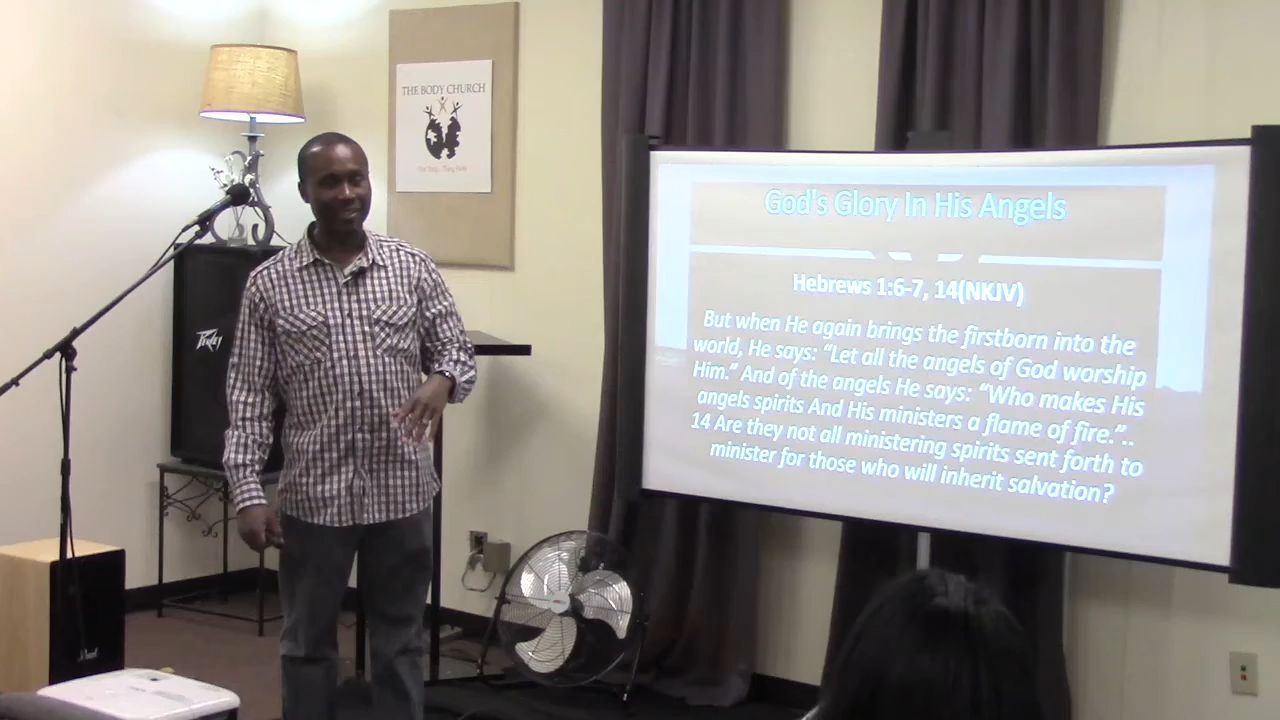 THE BODY CHURCH
Peavey
God's Glory In His Angels
Hebrews 1:6-7, 14(NKJV)
But when He again brings the firstborn into the
world, He says: “Let all the angels of God worship
Him.” And of the angels He says: “Who makes His
angels spirits And His ministers a flame of fire.”..
14 Are they not all ministering spirits sent forth to
minister for those who will inherit salvation?
Pearl